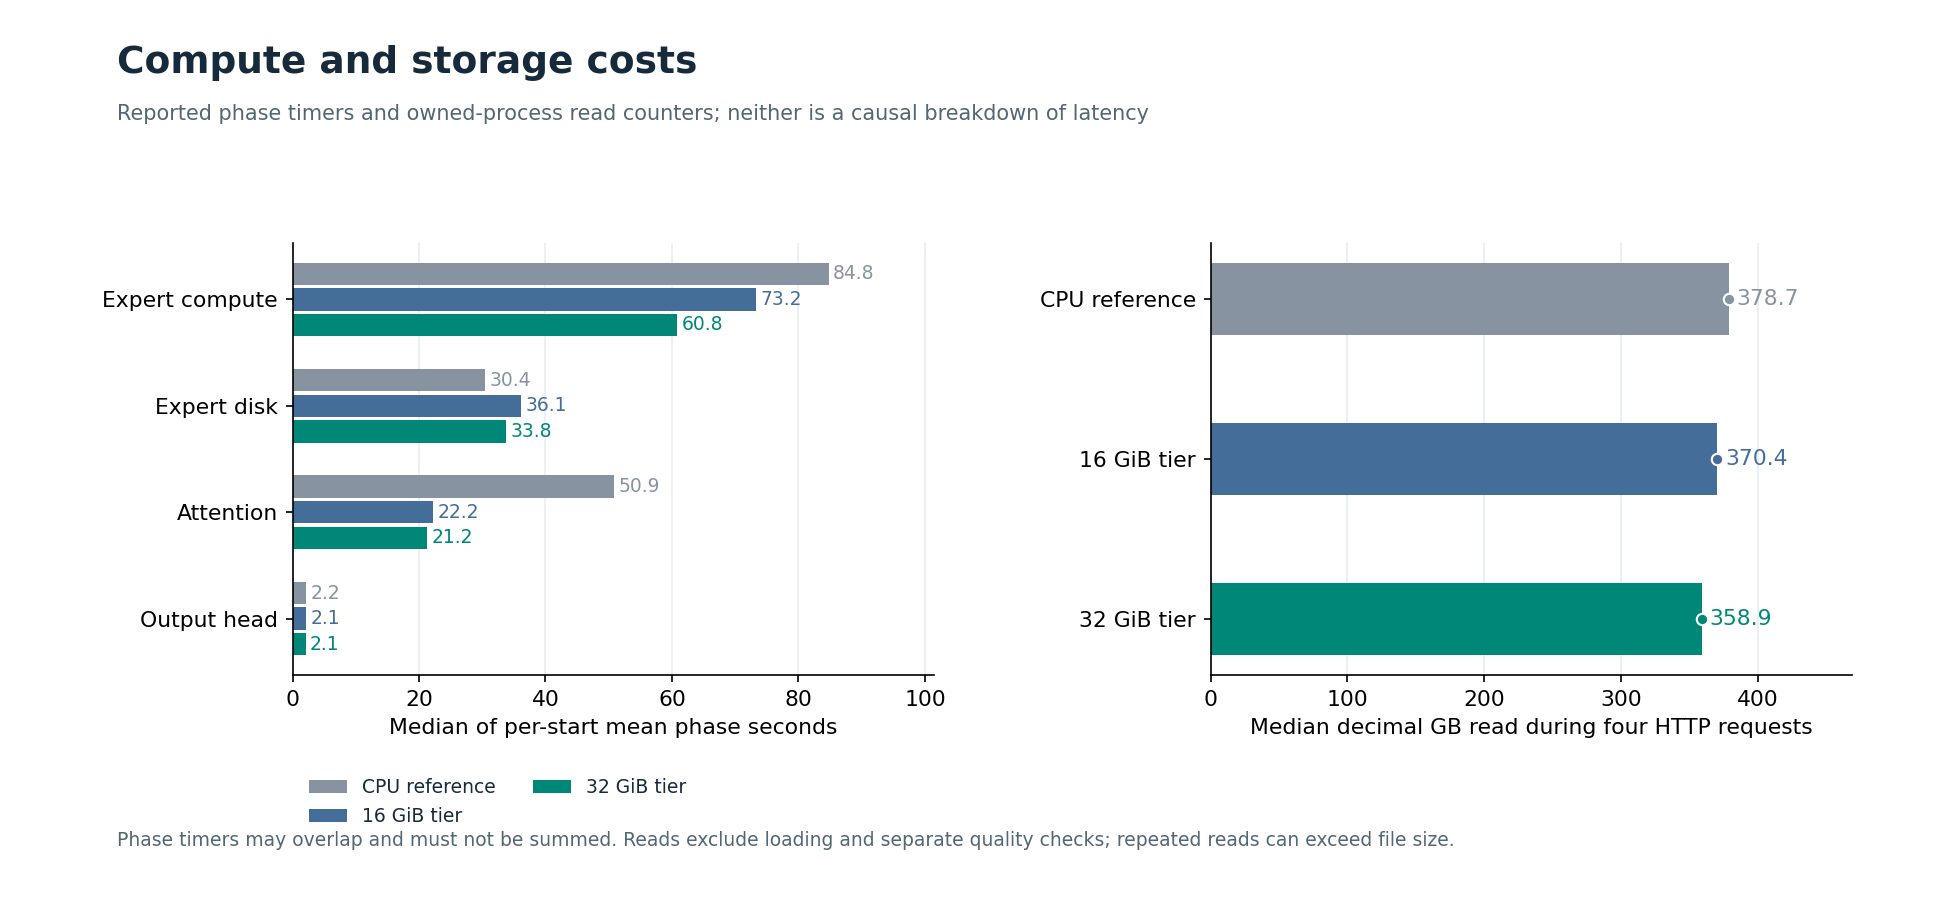 Compute and storage costs
Reported phase timers and owned-process read counters; neither is a causal breakdown of latency
Expert compute
84.8
73.2
60.8
Expert disk
30.4
36.1
33.8
Attention
50.9
22.2
21.2
Output head
2.2
2.1
2.1
0 20 40 60 80 100
Median of per-start mean phase seconds
CPU reference
378.7
16 GiB tier
370.4
32 GiB tier
358.9
0 100 200 300 400
Median decimal GB read during four HTTP requests
CPU reference
16 GiB tier
32 GiB tier
Phase timers may overlap and must not be summed. Reads exclude loading and separate quality checks; repeated reads can exceed file size.